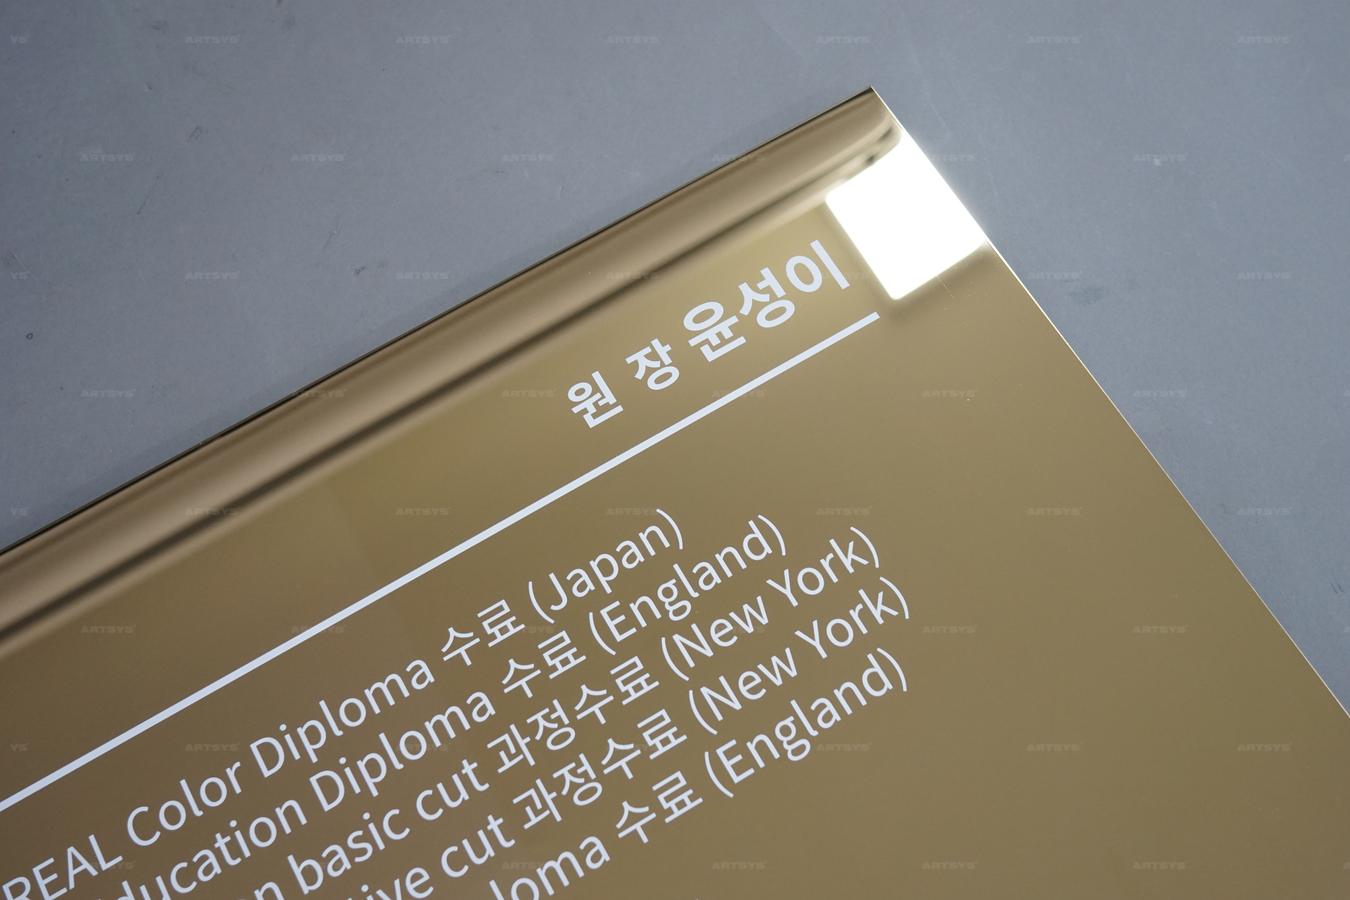 원 장 윤성이
REAL Color Diploma 수료 (Japan)
ducation Diploma 수료 (England)
n basic cut 과정수료 (New York)
ive cut 과정수료 (New York)
loma 수료 (England)
ARTSYS